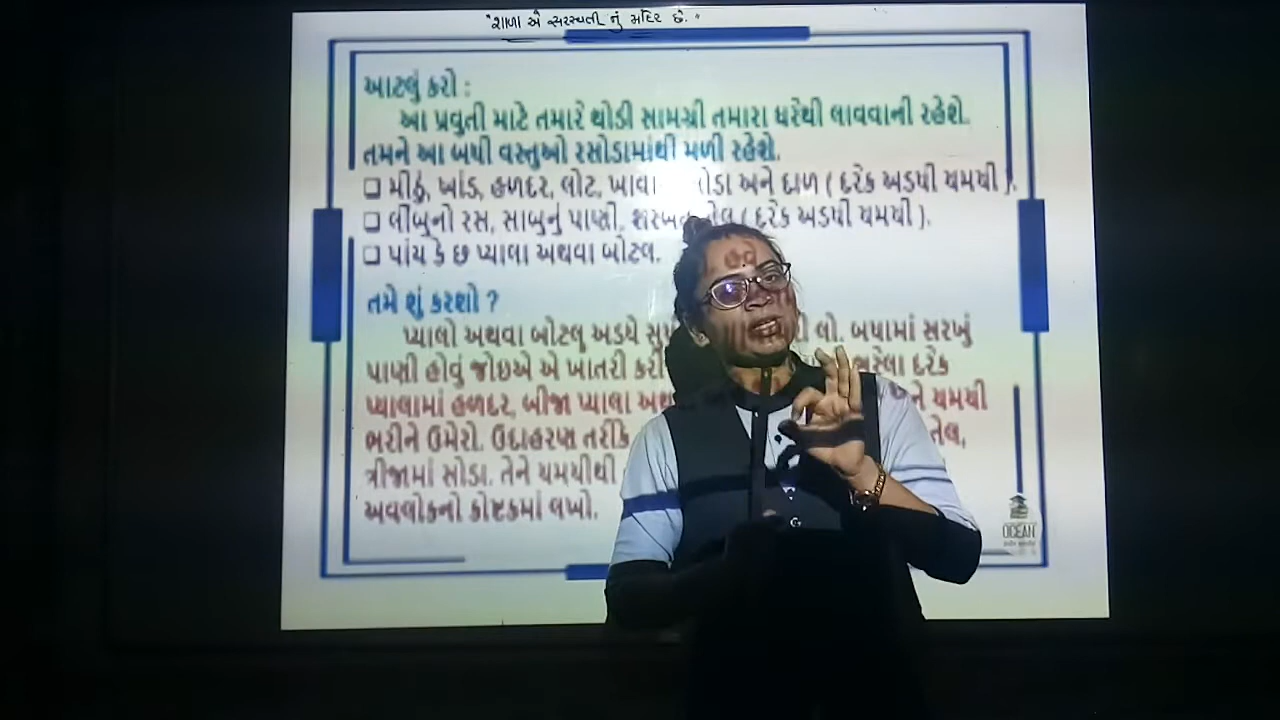 "શાળા એ સરસ્વતી નું મંદિર છે."
આટલું કરો :
આ પ્રવુતી માટે તમારે થોડી સામગ્રી તમારા ઘરેથી લાવવાની રહેશે.
તમને આ બધી વસ્તુઓ રસોડામાંથી મળી રહેશે.
❑ મીઠું, ખાંડ, હળદર, લોટ, ખાવા સોડા અને દાળ ( દરેક અડધી ચમચી ).
❑ લીંબુનો રસ, સાબુનું પાણી, શરબત, તેલ ( દરેક અડધી ચમચી ).
❑ પાંચ કે છ પ્યાલા અથવા બોટલ.
તમે શું કરશો ?
પ્યાલો અથવા બોટલ અડધે લો. બધામાં સરખું
પાણી હોવું જોઇએ એ ખાતરી કરી ભરેલા દરેક
પ્યાલામાં હળદર, બીજા પ્યાલા ચમચી
ભરીને ઉમેરો. ઉદાહરણ તરીકે તેલ,
ત્રીજામાં સોડા. તેને ચમચીથી
અવલોકનો કોષ્ટકમાં લખો.
OCEAN